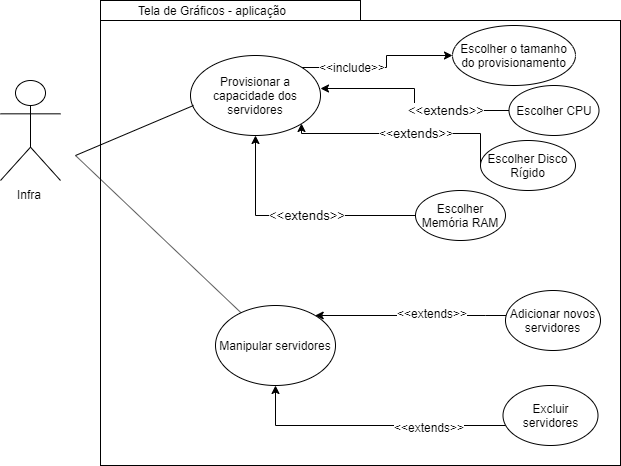 Tela de Gráficos - aplicação
Escolher o tamanho
do provisionamento
<<include>>
Provisionar a
capacidade dos
servidores
<<extends>>
Escolher CPU
<<extends>>
Escolher Disco
Rígido
Infra
Escolher
Memória RAM
<<extends>>
<<extends>>
Adicionar novos
servidores
Manipular servidores
Excluir
servidores
<<extends>>